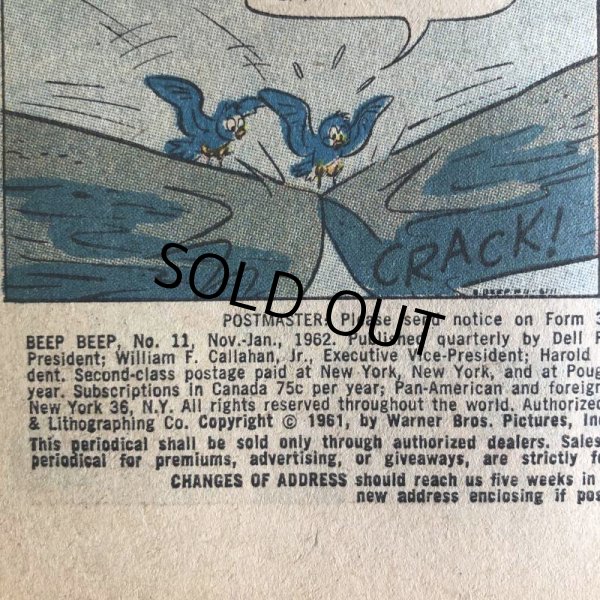 CRACK!
SOLD OUT
POSTMASTER: Please send notice on Form 3
BEEP BEEP, No. 11, Nov.-Jan., 1962. Published quarterly by Dell P
President; William F. Callahan, Jr., Executive Vice-President; Harold
dent. Second-class postage paid at New York, New York, and at Poug
year. Subscriptions in Canada 75c per year; Pan-American and foreign
New York 36, N.Y. All rights reserved throughout the world. Authorized
& Lithographing Co. Copyright © 1961, by Warner Bros. Pictures, Inc
This periodical shall be sold only through authorized dealers. Sales
periodical for premiums, advertising, or giveaways, are strictly fo
CHANGES OF ADDRESS should reach us five weeks in
new address enclosing if pos